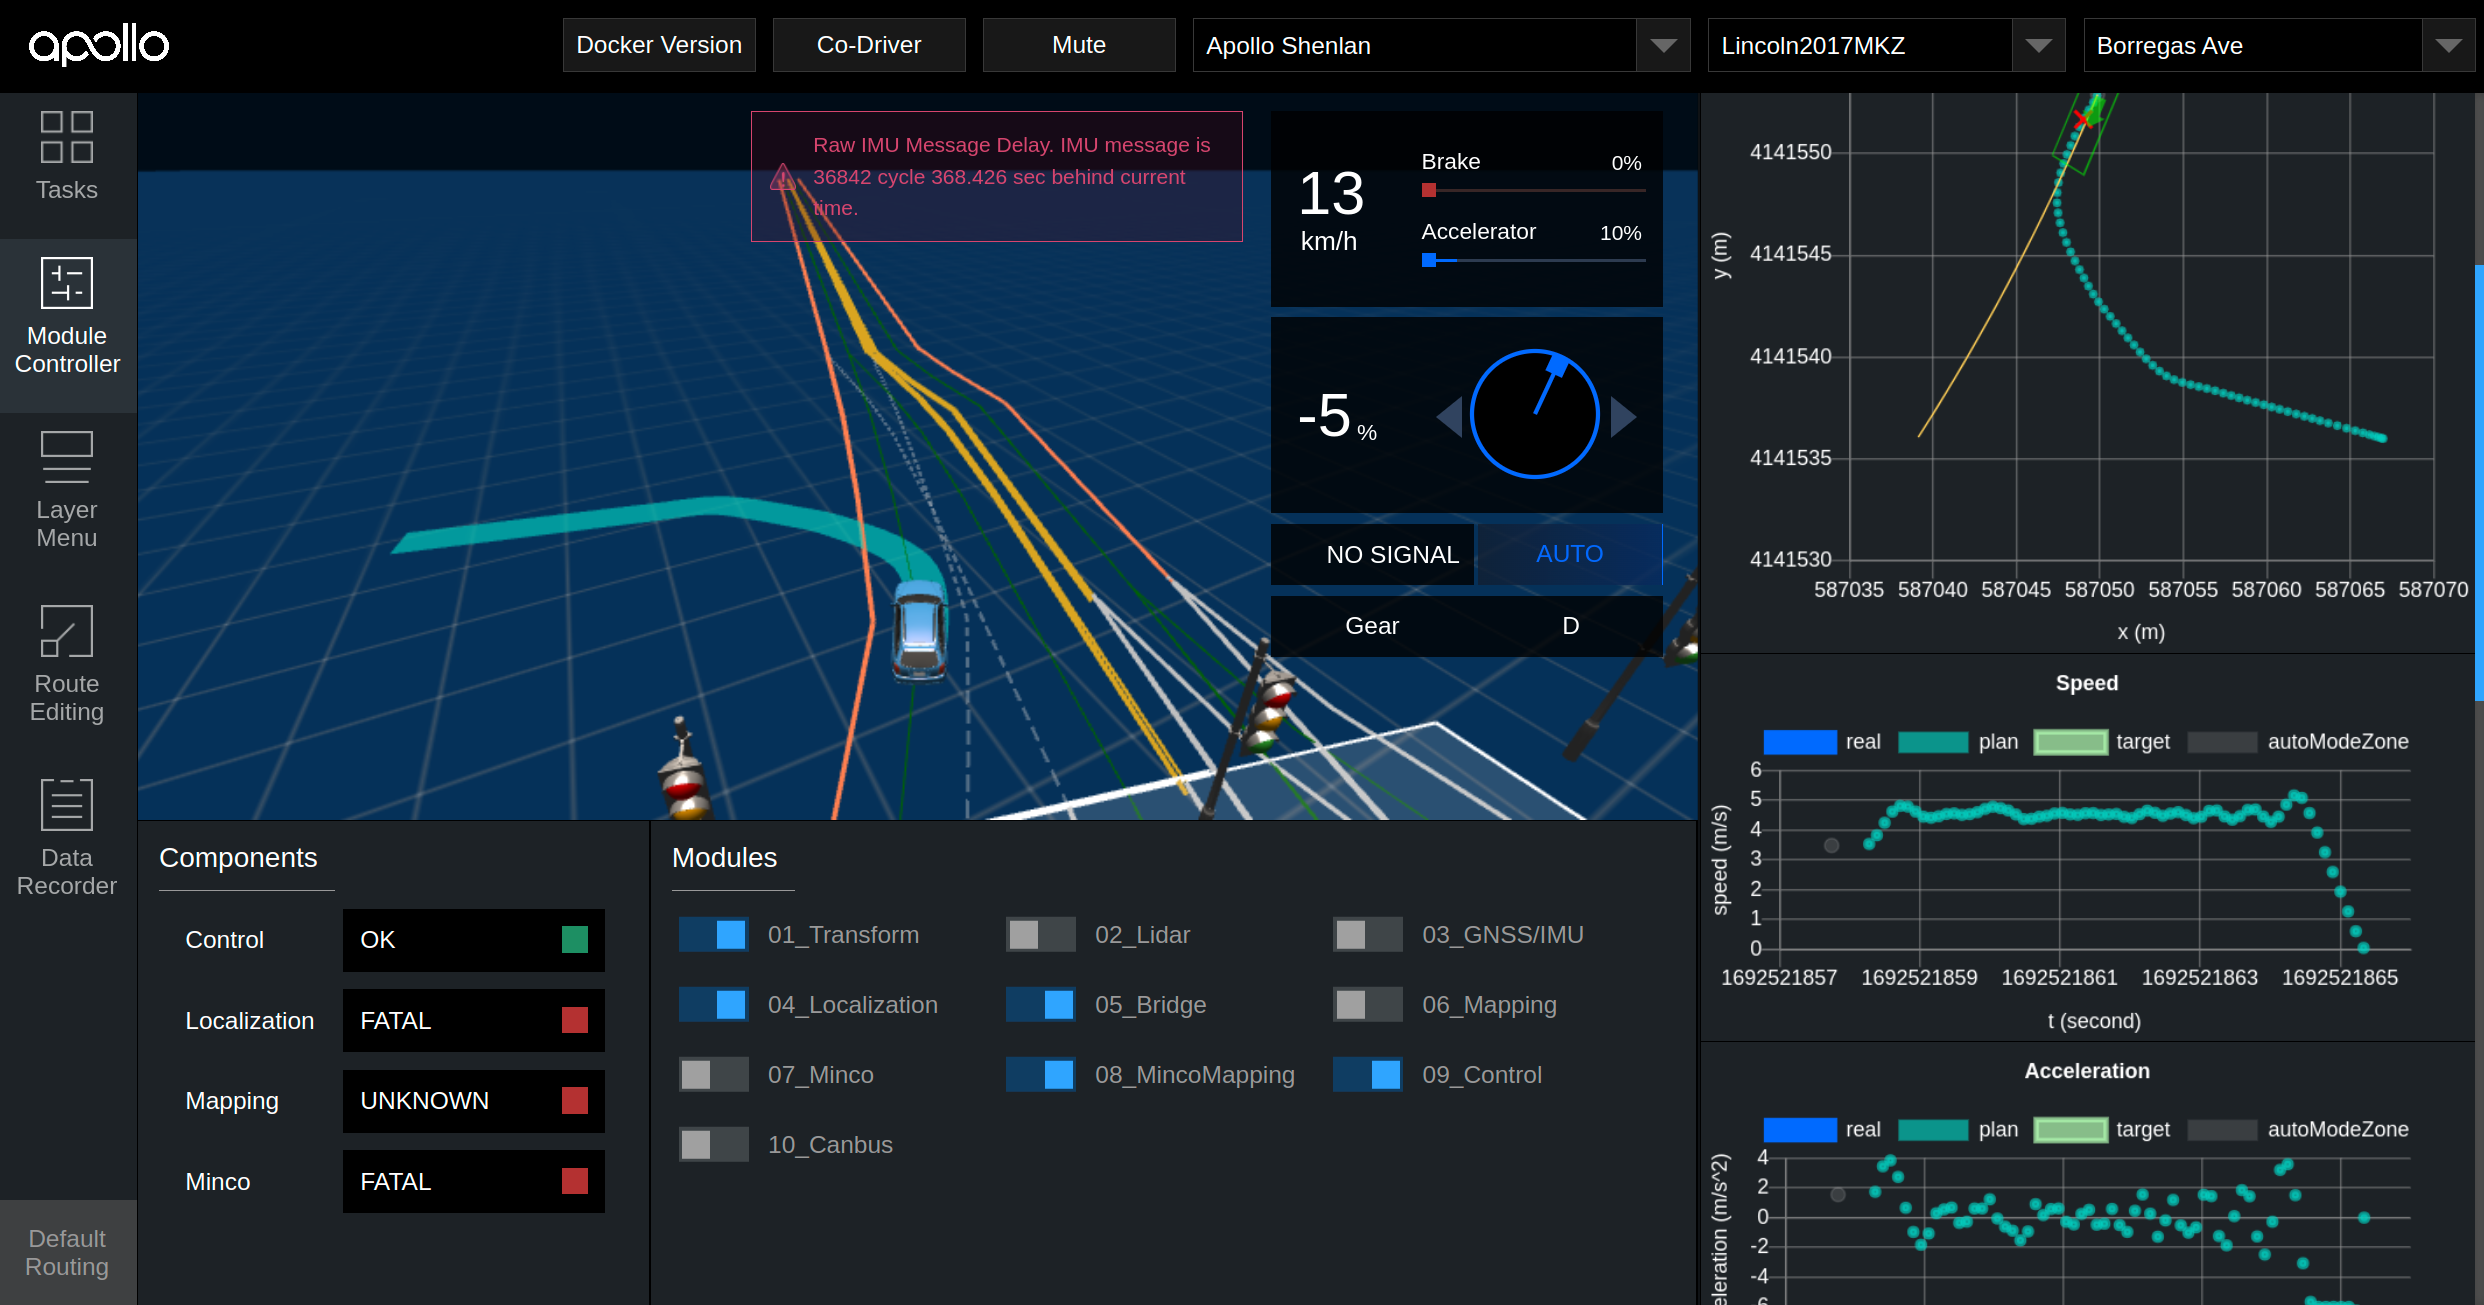 apollo
Docker Version
Co-Driver
Mute
Apollo Shenlan
Lincoln2017MKZ
Borregas Ave
Tasks
Module
Controller
Layer
Menu
Route
Editing
Data
Recorder
Default
Routing
Raw IMU Message Delay. IMU message is
36842 cycle 368.426 sec behind current
time.
13
km/h
Brake 0%
Accelerator 10%
-5 %
NO SIGNAL AUTO
Gear D
Components
Control OK
Localization FATAL
Mapping UNKNOWN
Minco FATAL
Modules
01_Transform 02_Lidar 03_GNSS/IMU
04_Localization 05_Bridge 06_Mapping
07_Minco 08_MincoMapping 09_Control
10_Canbus
4141550
4141545
4141540
4141535
4141530
y (m)
587035 587040 587045 587050 587055 587060 587065 587070
x (m)
Speed
real plan target autoModeZone
6
5
4
3
2
1
0
speed (m/s)
1692521857 1692521859 1692521861 1692521863 1692521865
t (second)
Acceleration
real plan target autoModeZone
4
2
0
-2
-4
eleration (m/s^2)